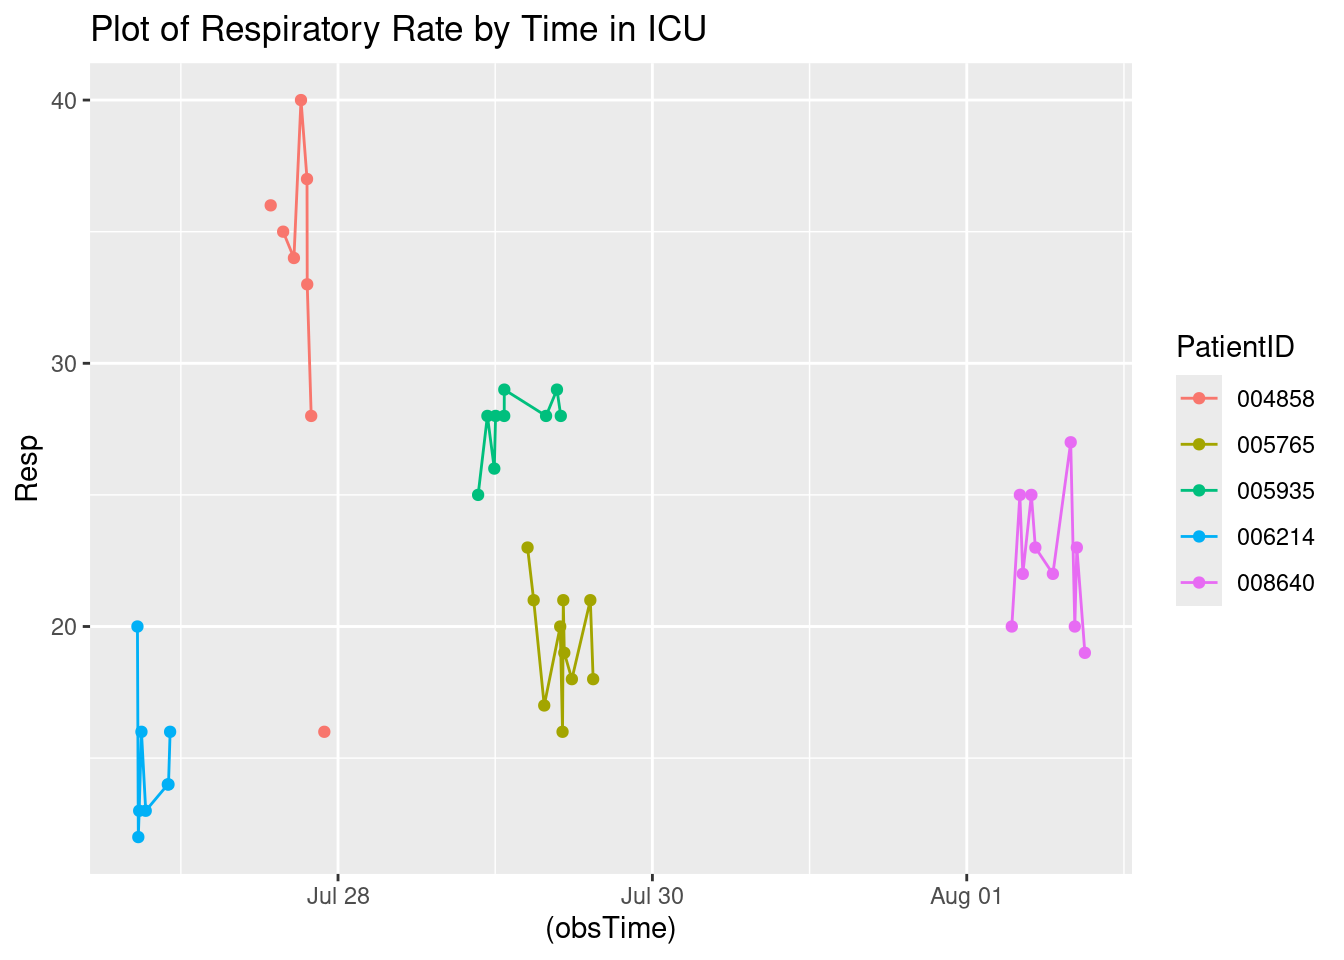 Plot of Respiratory Rate by Time in ICU
40
30
20
Resp
Jul 28
Jul 30
Aug 01
(obsTime)
PatientID
004858
005765
005935
006214
008640